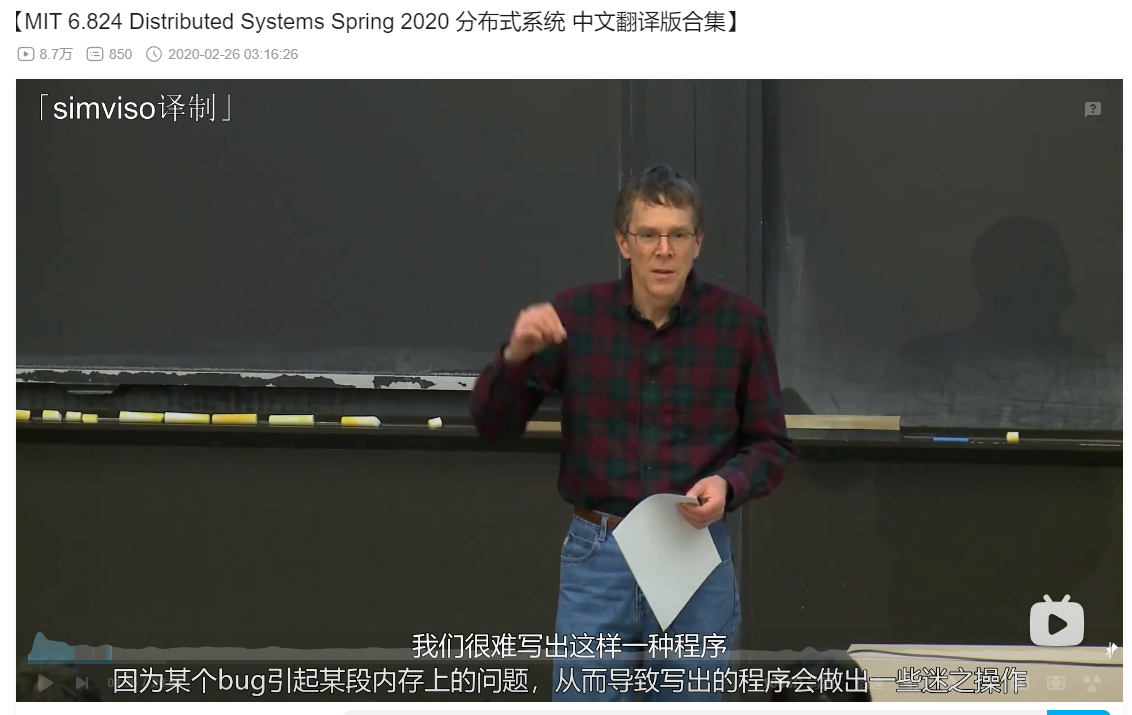 【MIT 6.824 Distributed Systems Spring 2020 分布式系统 中文翻译版合集】
8.7万 850 2020-02-26 03:16:26
「simviso译制」
我们很难写出这样一种程序
因为某个bug引起某段内存上的问题，从而导致写出的程序会做出一些迷之操作